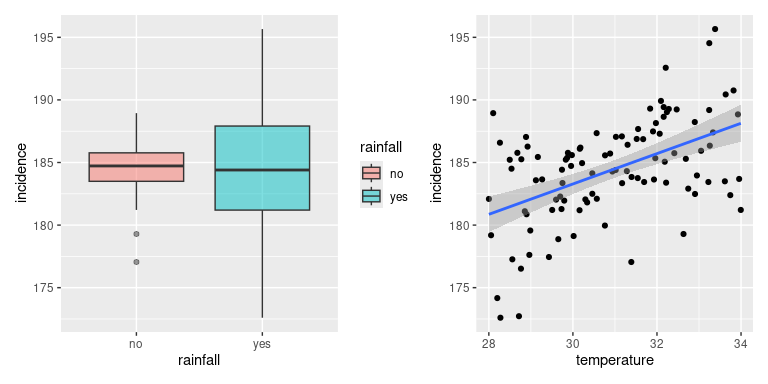 195
190
185
180
175
incidence
no
yes
rainfall
rainfall
no
yes
195
190
185
180
175
incidence
28
30
32
34
temperature